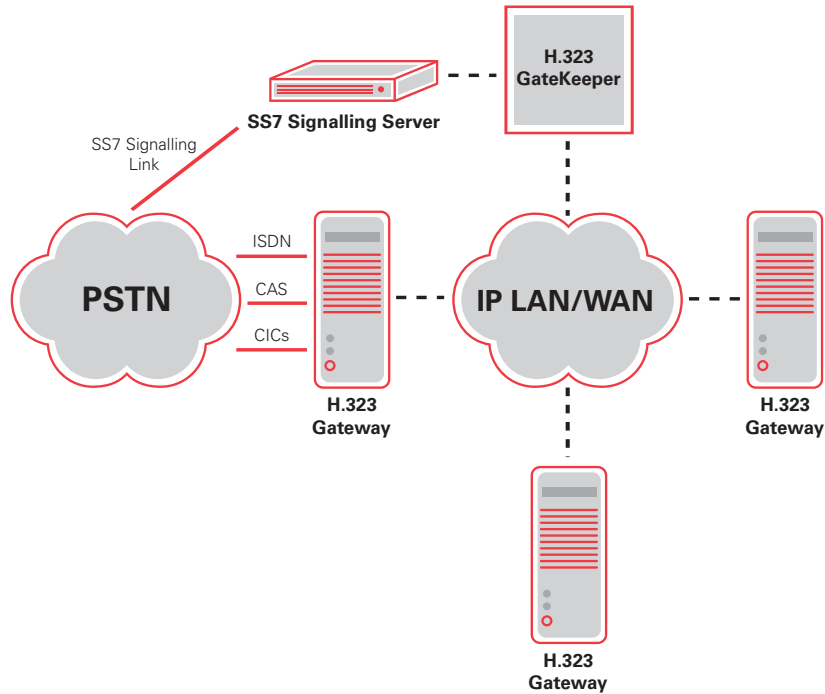 H.323
GateKeeper
SS7 Signalling Server
SS7 Signalling
Link
ISDN
PSTN
CAS
IP LAN/WAN
CICs
H.323
Gateway
H.323
Gateway
H.323
Gateway